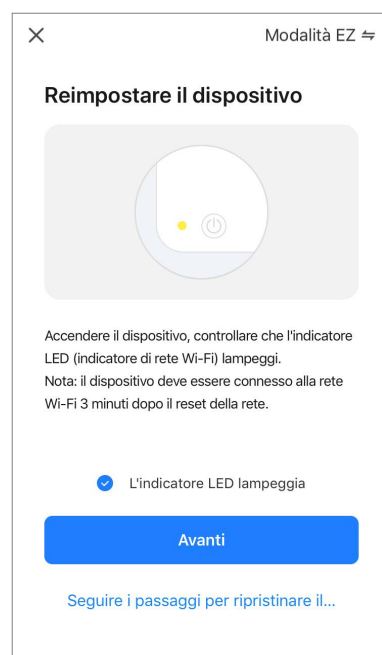 Modalità EZ ⇋
Reimpostare il dispositivo
Accendere il dispositivo, controllare che l'indicatore
LED (indicatore di rete Wi-Fi) lampeggi.
Nota: il dispositivo deve essere connesso alla rete
Wi-Fi 3 minuti dopo il reset della rete.
L'indicatore LED lampeggia
Avanti
Seguire i passaggi per ripristinare il...